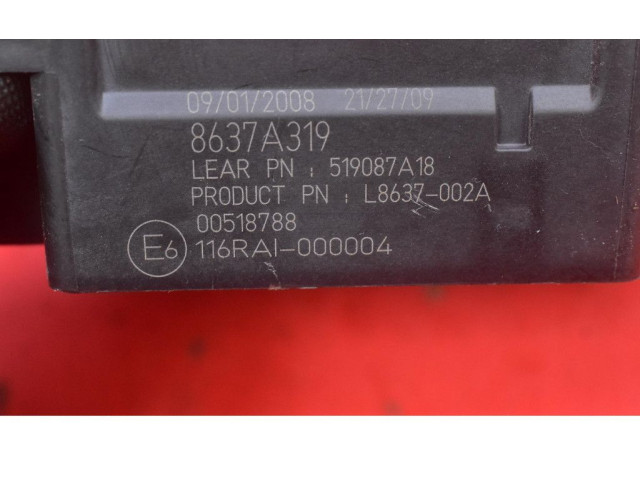 09/01/2008 21/27/09
8637A319
LEAR PN : 519087A18
PRODUCT PN : L8637-002A
00518788
E6 116RAI-000004